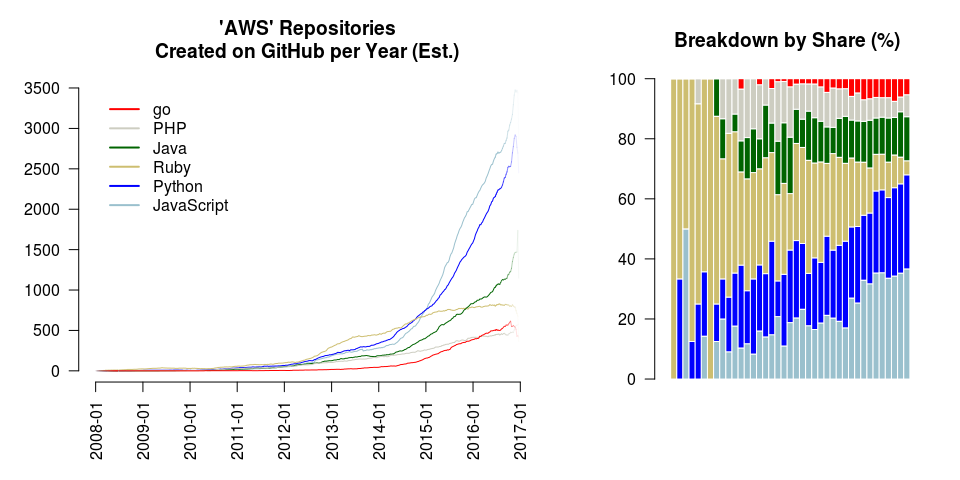 'AWS' Repositories
Created on GitHub per Year (Est.)
3500
3000
2500
2000
1500
1000
500
0
go
PHP
Java
Ruby
Python
JavaScript
2008-01
2009-01
2010-01
2011-01
2012-01
2013-01
2014-01
2015-01
2016-01
2017-01
Breakdown by Share (%)
100
80
60
40
20
0